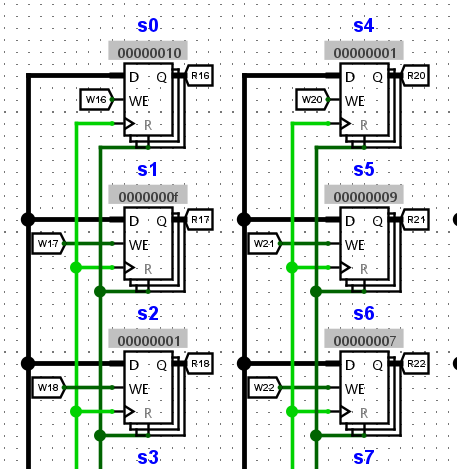 s0
00000010
D Q R16
W16 WE
R
s1
0000000f
D Q R17
W17 WE
R
s2
00000001
D Q R18
W18 WE
R
s3
s4
00000001
D Q R20
W20 WE
R
s5
00000009
D Q R21
W21 WE
R
s6
00000007
D Q R22
W22 WE
R
s7